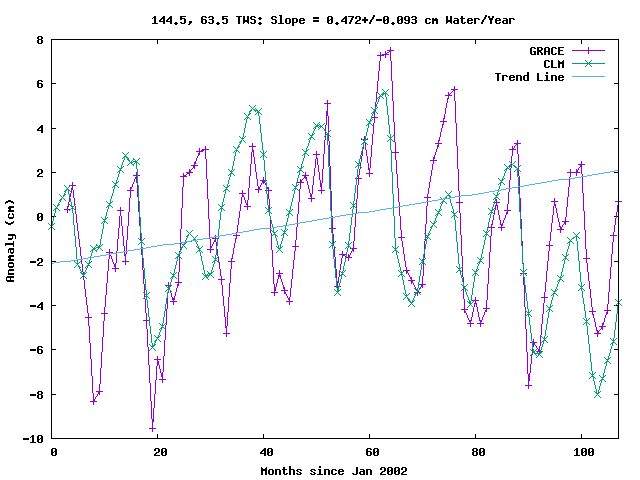 144.5, 63.5 TWS: Slope = 0.472+/-0.093 cm Water/Year
GRACE
CLM
Trend Line
8
6
4
2
0
-2
-4
-6
-8
-10
Anomaly (cm)
0 20 40 60 80 100
Months since Jan 2002